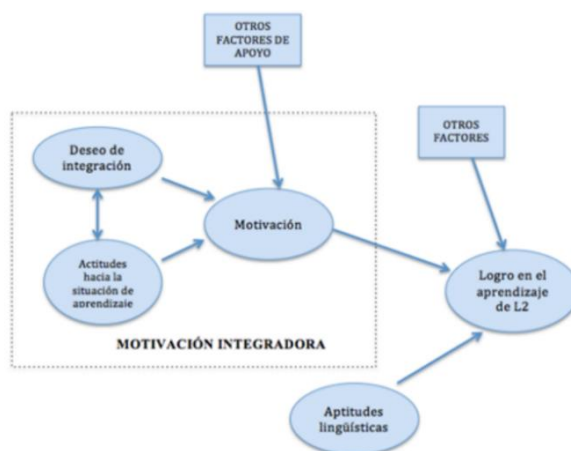 OTROS
FACTORES DE
APOYO
OTROS
FACTORES
Deseo de
integración
Motivación
Actitudes
hacia la
situación de
aprendizaje
Logro en el
aprendizaje
de L2
MOTIVACIÓN INTEGRADORA
Aptitudes
lingüísticas